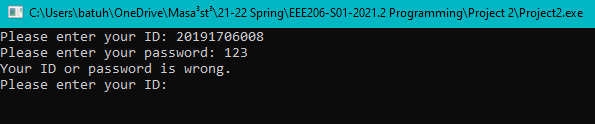 C:\Users\batuh\OneDrive\Masa³st³\21-22 Spring\EEE206-S01-2021.2 Programming\Project 2\Project2.exe
Please enter your ID: 20191706008
Please enter your password: 123
Your ID or password is wrong.
Please enter your ID: